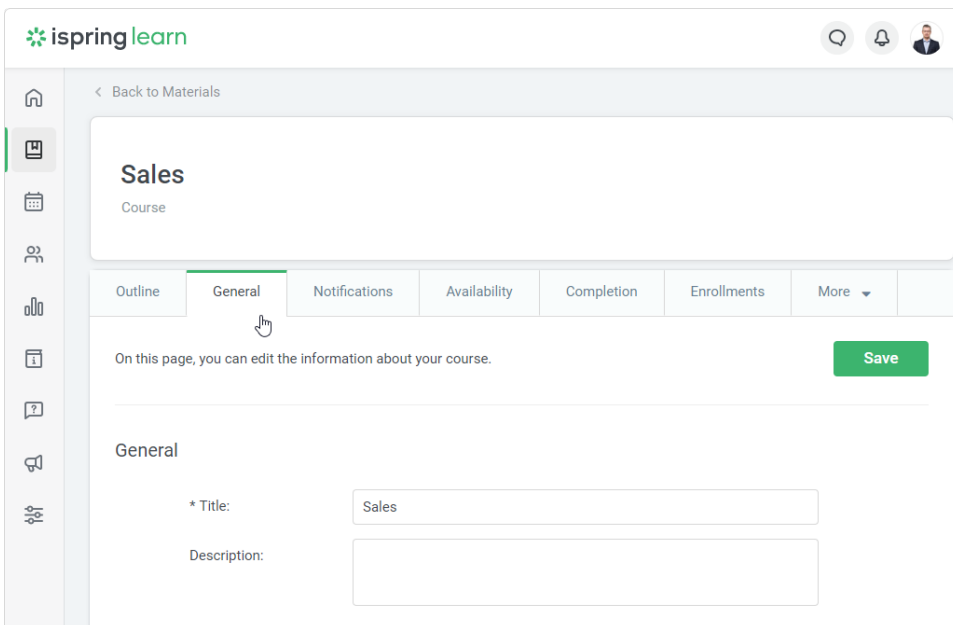 ispring learn
Back to Materials
Sales
Course
Outline General Notifications Availability Completion Enrollments More
On this page, you can edit the information about your course. Save
General
* Title: Sales
Description: